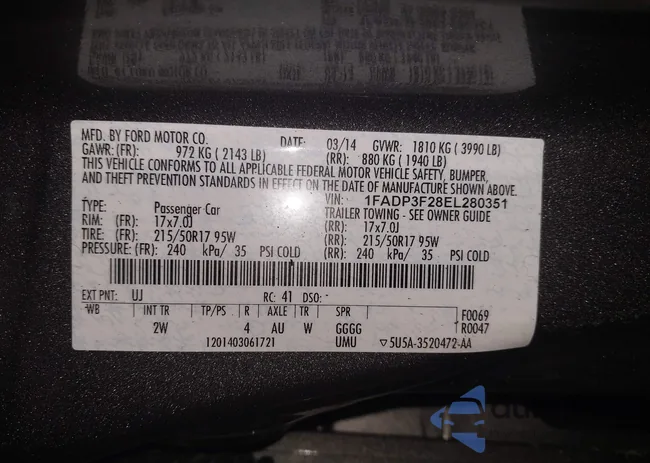 MFD. BY FORD MOTOR CO. DATE: 03/14 GVWR: 1810 KG ( 3990 LB)
GAWR: (FR): 972 KG ( 2143 LB) (RR): 880 KG ( 1940 LB)
THIS VEHICLE CONFORMS TO ALL APPLICABLE FEDERAL MOTOR VEHICLE SAFETY, BUMPER,
AND THEFT PREVENTION STANDARDS IN EFFECT ON THE DATE OF MANUFACTURE SHOWN ABOVE.
VIN: 1FADP3F28EL280351
TYPE: Passenger Car TRAILER TOWING - SEE OWNER GUIDE
RIM: (FR): 17x7.0J (RR): 17x7.0J
TIRE: (FR): 215/50R17 95W (RR): 215/50R17 95W
PRESSURE: (FR): 240 kPa/ 35 PSI COLD (RR): 240 kPa/ 35 PSI COLD
EXT PNT: UJ RC: 41 DSO:
WB INT TR TP/PS R AXLE TR SPR F0069
2W 4 AU W GGGG R0047
1201403061721 UMU ▽5U5A-3520472-AA